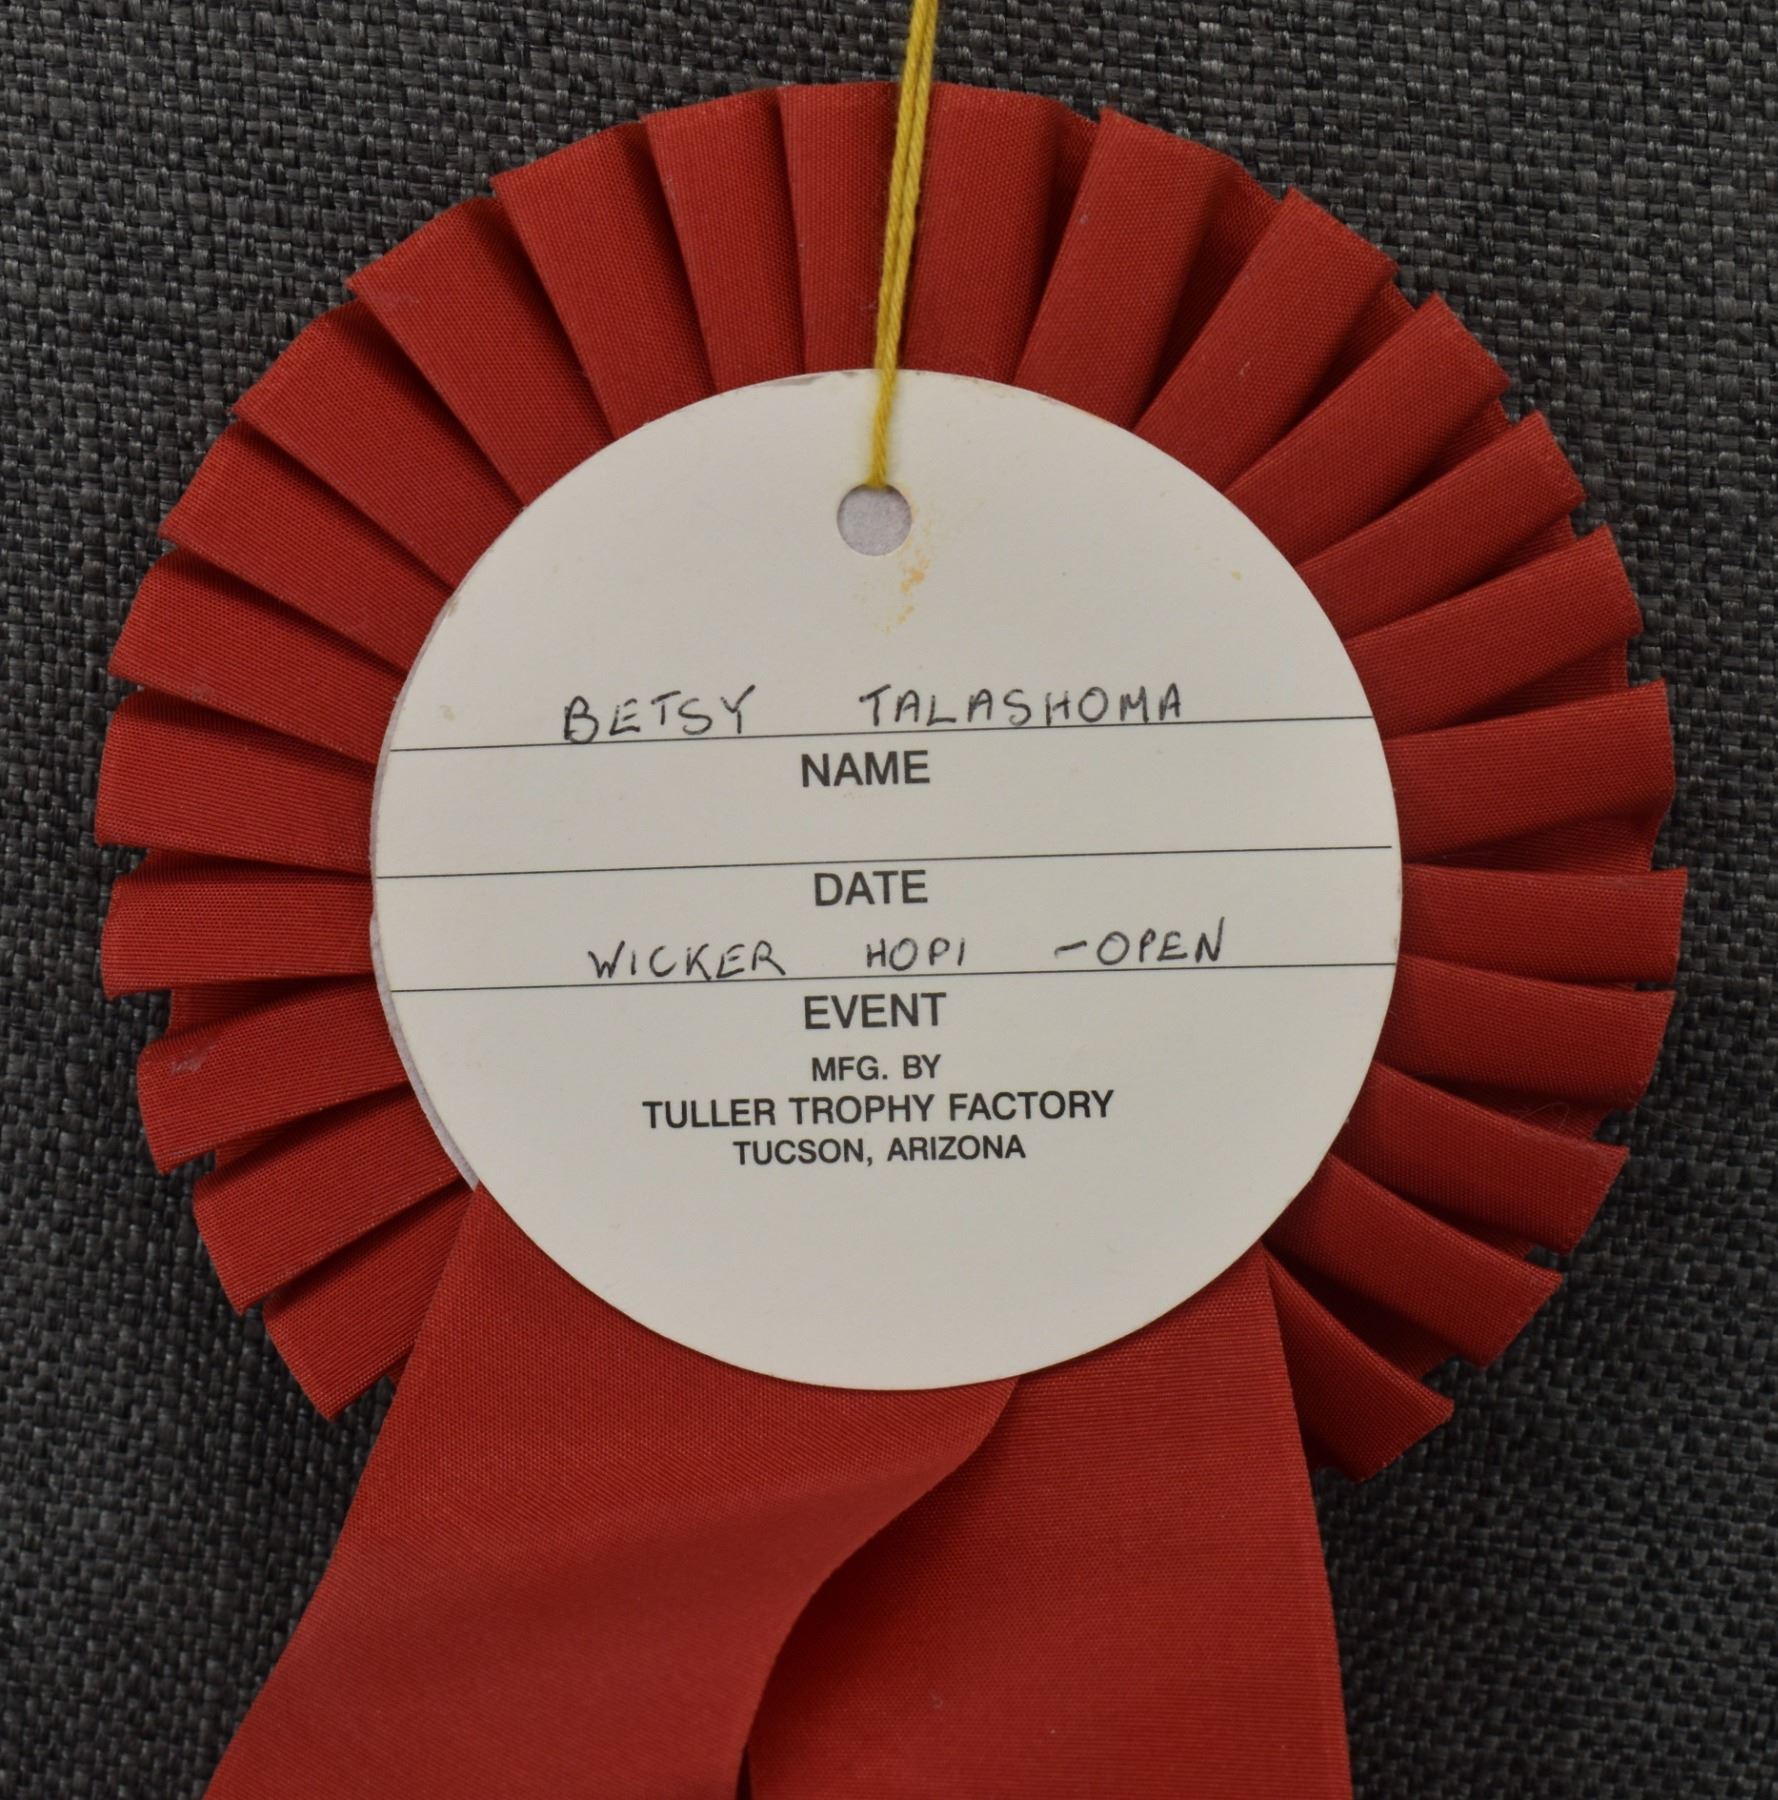 BETSY TALASHOMA
NAME
DATE
WICKER HOPI -OPEN
EVENT
MFG. BY
TULLER TROPHY FACTORY
TUCSON, ARIZONA